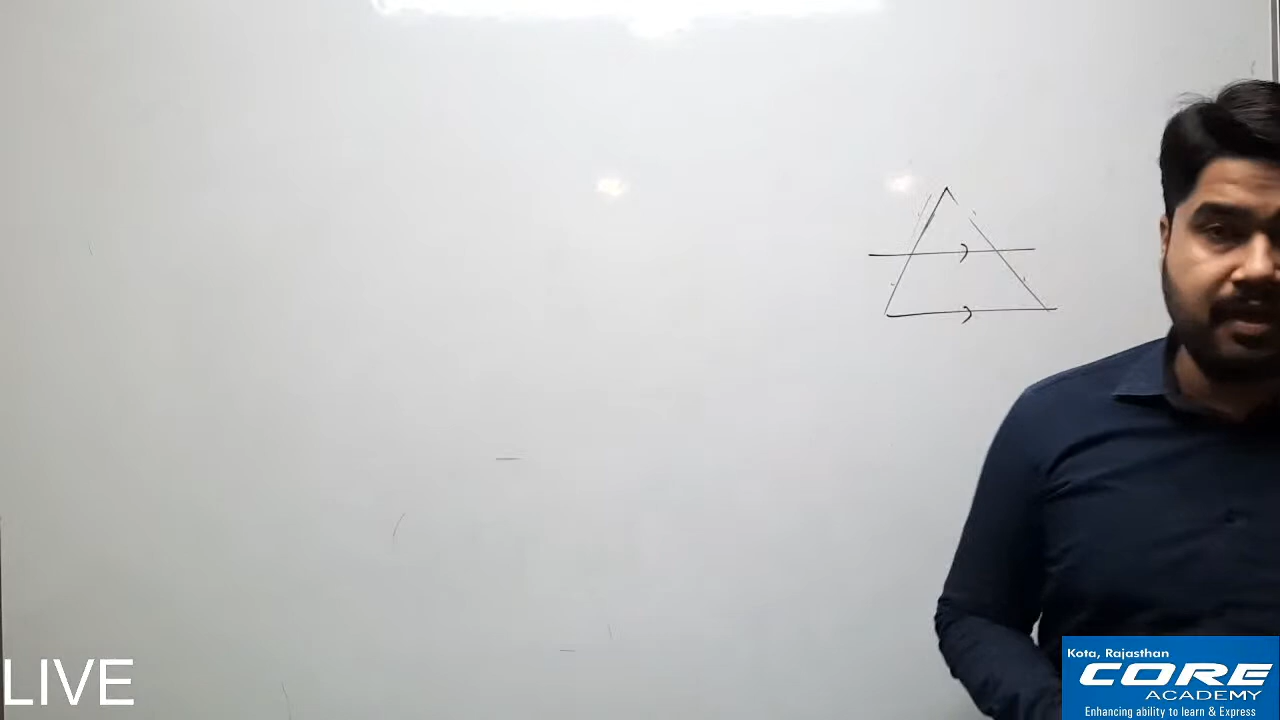 LIVE
Kota, Rajasthan
CORE
ACADEMY
Enhancing ability to learn & Express